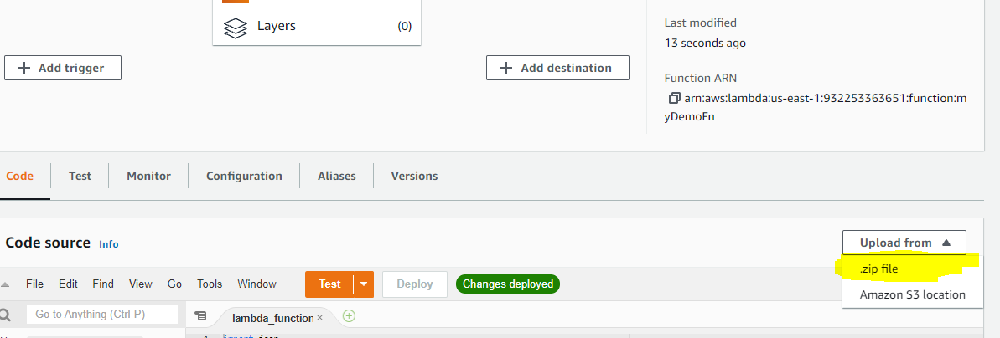 Layers (0)
Last modified
13 seconds ago
+ Add trigger
+ Add destination
Function ARN
arn:aws:lambda:us-east-1:932253363651:function:m
yDemoFn
Code Test Monitor Configuration Aliases Versions
Code source Info
Upload from
.zip file
Amazon S3 location
File Edit Find View Go Tools Window Test Deploy Changes deployed
Go to Anything (Ctrl-P)
lambda_function